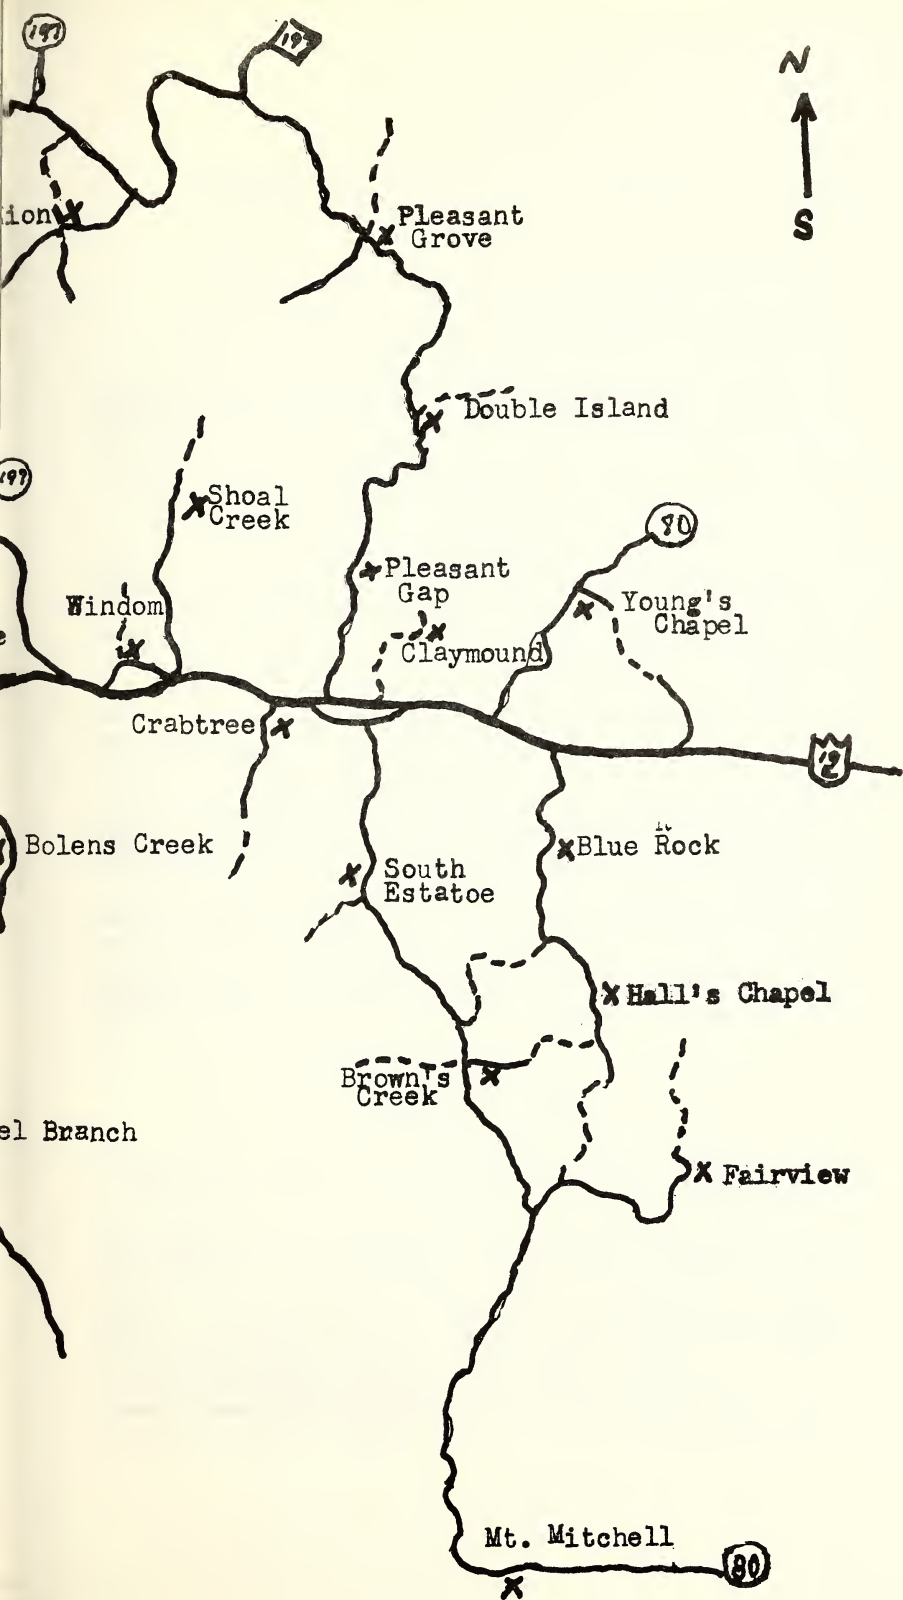 197
197
N
S
Pleasant
Grove
Double Island
197
Shoal
Creek
80
Pleasant
Gap
Windom
Young's
Chapel
Claymound
Crabtree
19
E
Bolens Creek
Blue Rock
South
Estatoe
Hall's Chapel
Brown's
Creek
Branch
Fairview
Mt. Mitchell
80